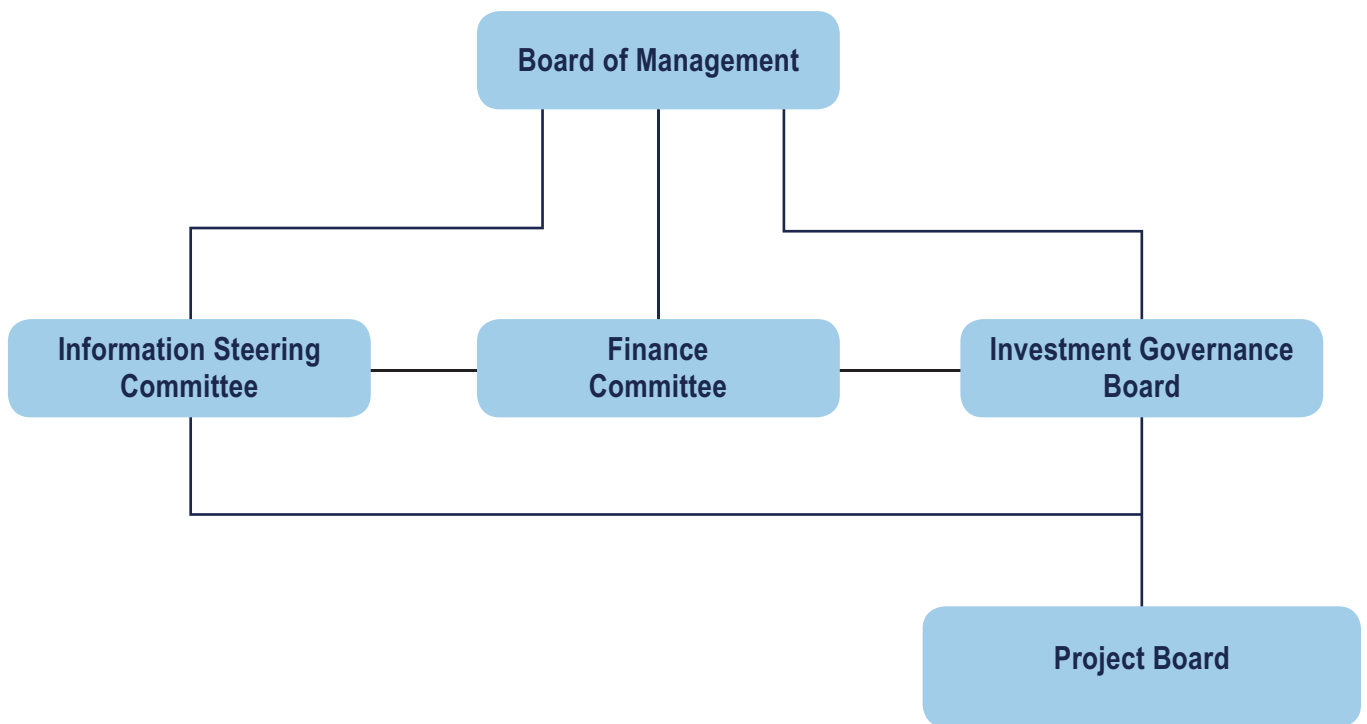 Board of Management
Information Steering
Committee
Finance
Committee
Investment Governance
Board
Project Board